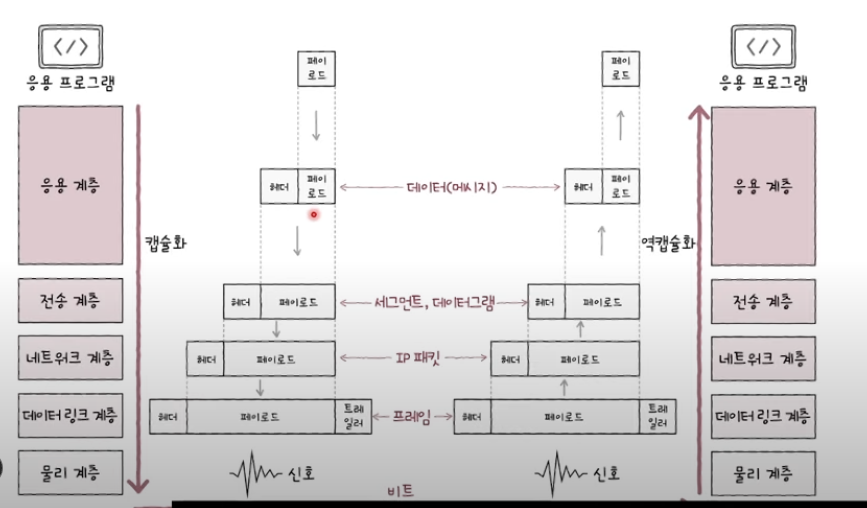 </>
응용 프로그램
응용 계층
전송 계층
네트워크 계층
데이터 링크 계층
물리 계층
캡슐화
페이
로드
헤더
페이
로드
데이터(메시지)
헤더
페이로드
세그먼트, 데이터그램
헤더
페이로드
IP 패킷
헤더
페이로드
트레
일러
프레임
신호
비트
페이
로드
헤더
페이
로드
헤더
페이로드
헤더
페이로드
헤더
페이로드
트레
일러
신호
역캡슐화
</>
응용 프로그램
응용 계층
전송 계층
네트워크 계층
데이터 링크 계층
물리 계층